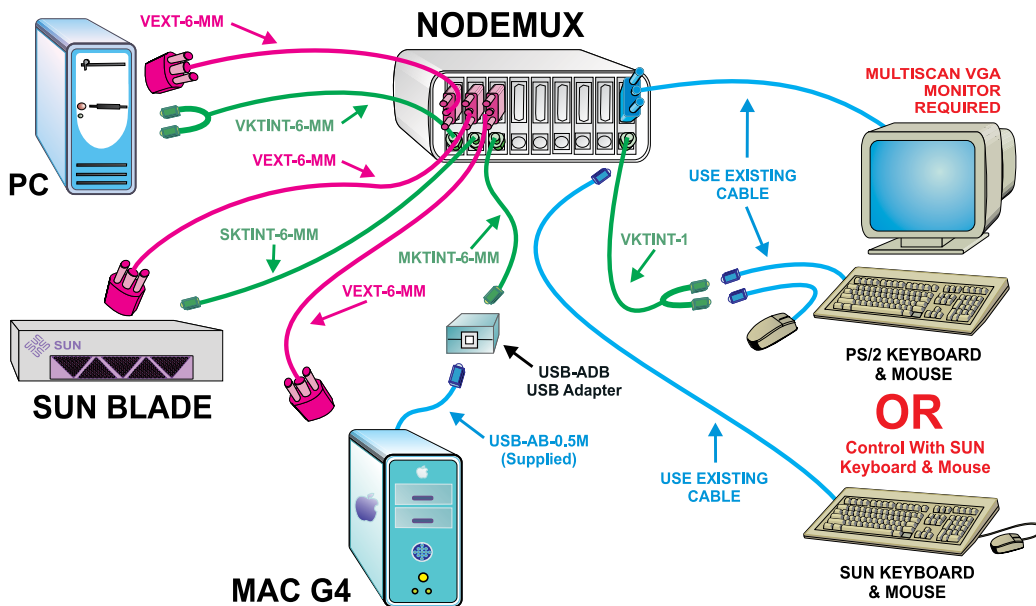 VEXT-6-MM
NODEMUX
MULTISCAN VGA
MONITOR
REQUIRED
VKTINT-6-MM
PC
VEXT-6-MM
USE EXISTING
CABLE
SKTINT-6-MM
MKTINT-6-MM
VKTINT-1
VEXT-6-MM
SUN
SUN BLADE
USB-ADB
USB Adapter
PS/2 KEYBOARD
& MOUSE
OR
Control With SUN
Keyboard & Mouse
USB-AB-0.5M
(Supplied)
USE EXISTING
CABLE
MAC G4
SUN KEYBOARD
& MOUSE